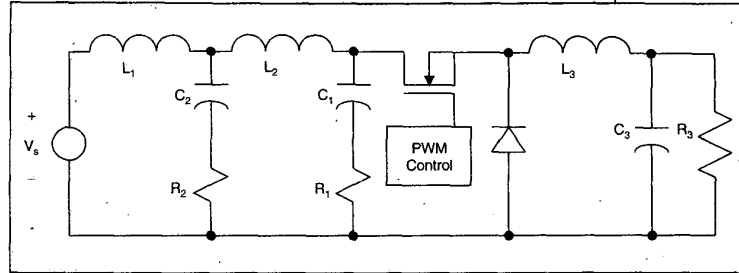 L₁
L₂
L₃
C₂
C₁
C₃
R₃
+
Vₛ
–
PWM
Control
R₂
R₁